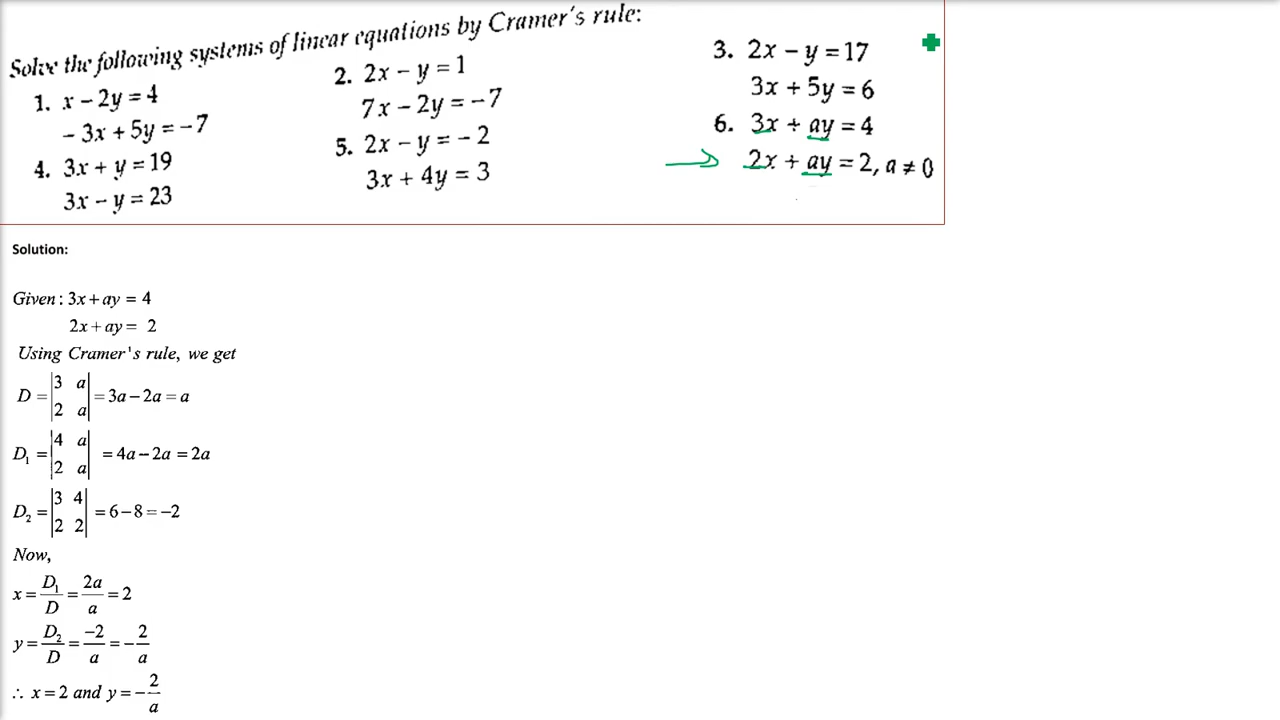 Solve the following systems of linear equations by Cramer's rule:
1. x − 2y = 4
− 3x + 5y = −7
2. 2x − y = 1
7x − 2y = −7
3. 2x − y = 17
3x + 5y = 6
4. 3x + y = 19
3x − y = 23
5. 2x − y = − 2
3x + 4y = 3
6. 3x + ay = 4
2x + ay = 2, a ≠ 0
Solution:
Given : 3x + ay = 4
2x + ay = 2
Using Cramer's rule, we get
D = |3 a; 2 a| = 3a − 2a = a
D₁ = |4 a; 2 a| = 4a − 2a = 2a
D₂ = |3 4; 2 2| = 6 − 8 = −2
Now,
x = D₁/D = 2a/a = 2
y = D₂/D = −2/a = −2/a
∴ x = 2 and y = −2/a